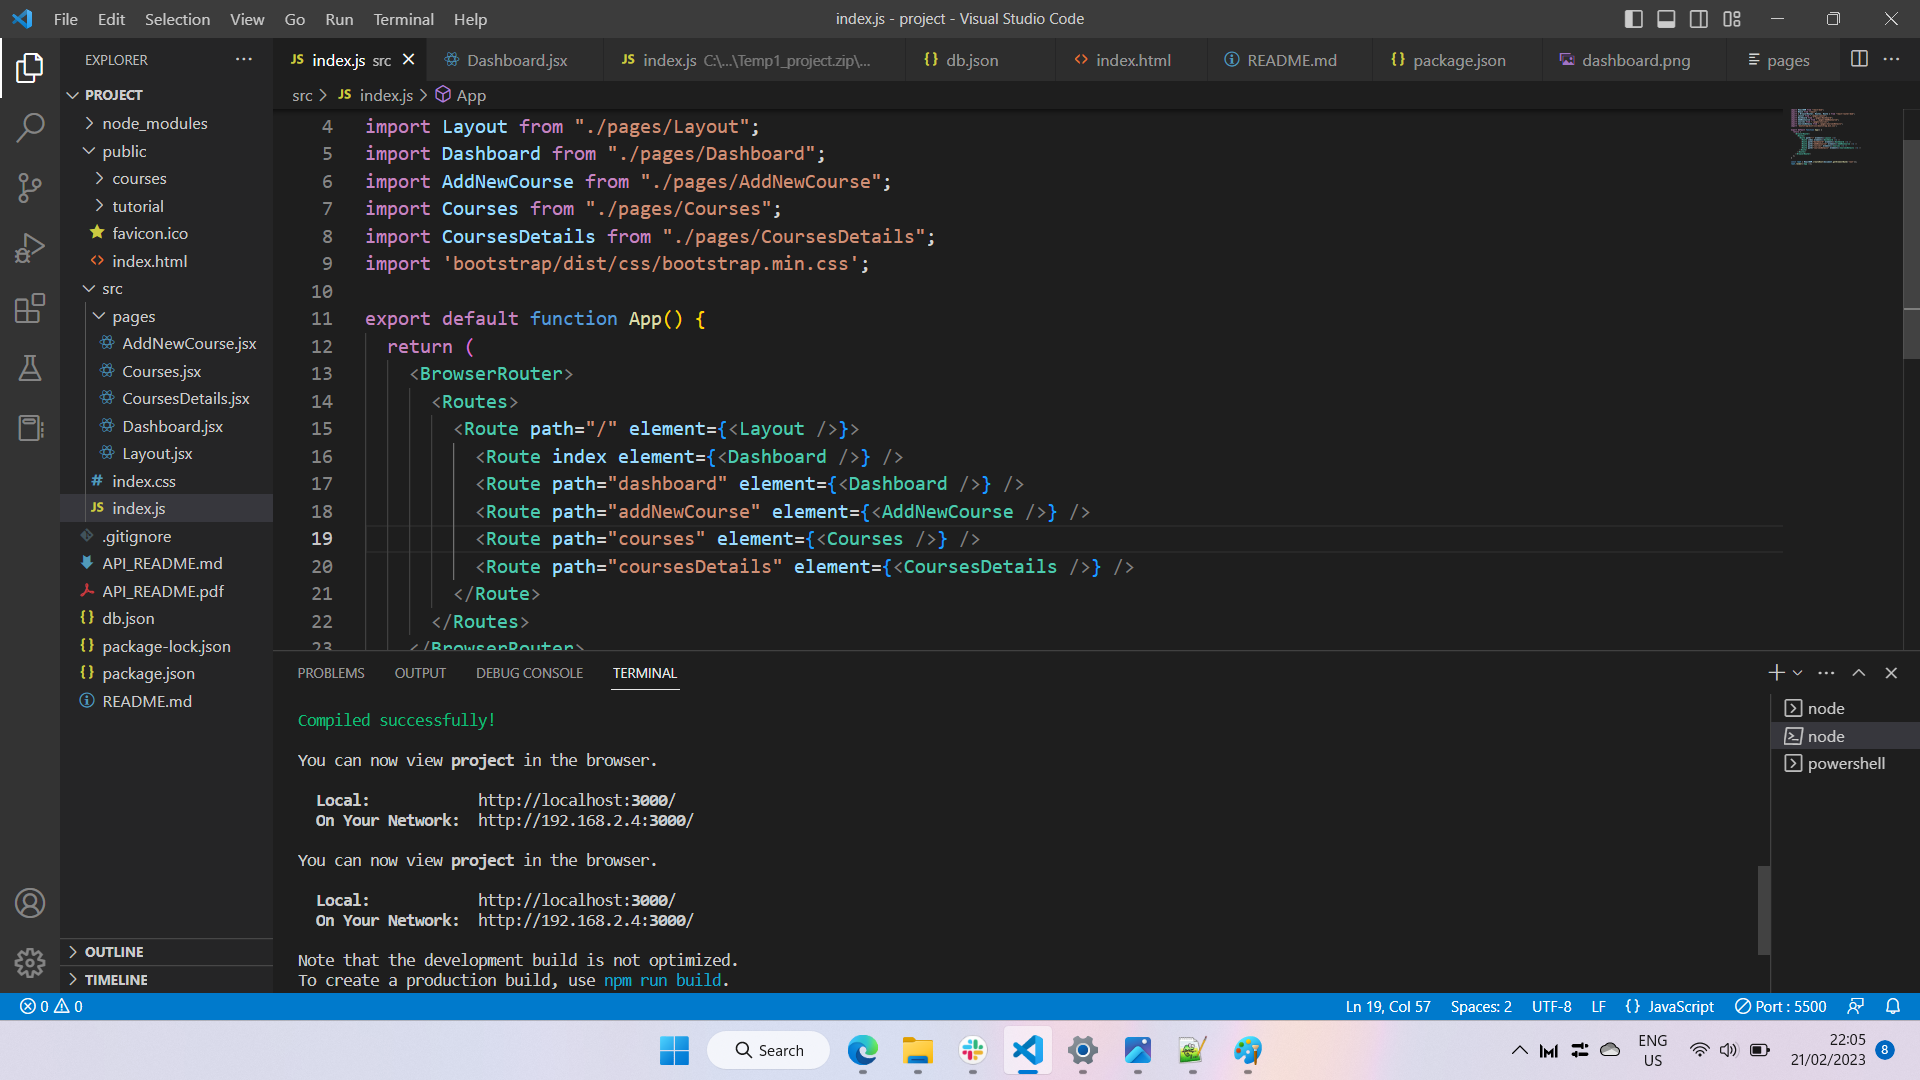 File Edit Selection View Go Run Terminal Help
index.js - project - Visual Studio Code
EXPLORER
JS index.js src
Dashboard.jsx
JS index.js C:\...\Temp1_project.zip\...
{} db.json
<> index.html
README.md
{} package.json
dashboard.png
pages
PROJECT
node_modules
public
courses
tutorial
favicon.ico
<> index.html
src
pages
AddNewCourse.jsx
Courses.jsx
CoursesDetails.jsx
Dashboard.jsx
Layout.jsx
# index.css
JS index.js
.gitignore
API_README.md
API_README.pdf
{} db.json
{} package-lock.json
{} package.json
README.md
OUTLINE
TIMELINE
src > JS index.js > App
4 import Layout from "./pages/Layout";
5 import Dashboard from "./pages/Dashboard";
6 import AddNewCourse from "./pages/AddNewCourse";
7 import Courses from "./pages/Courses";
8 import CoursesDetails from "./pages/CoursesDetails";
9 import 'bootstrap/dist/css/bootstrap.min.css';
10
11 export default function App() {
12 return (
13 <BrowserRouter>
14 <Routes>
15 <Route path="/" element={<Layout />}>
16 <Route index element={<Dashboard />} />
17 <Route path="dashboard" element={<Dashboard />} />
18 <Route path="addNewCourse" element={<AddNewCourse />} />
19 <Route path="courses" element={<Courses />} />
20 <Route path="coursesDetails" element={<CoursesDetails />} />
21 </Route>
22 </Routes>
23 </BrowserRouter>
PROBLEMS OUTPUT DEBUG CONSOLE TERMINAL
Compiled successfully!
You can now view project in the browser.
Local: http://localhost:3000/
On Your Network: http://192.168.2.4:3000/
You can now view project in the browser.
Local: http://localhost:3000/
On Your Network: http://192.168.2.4:3000/
Note that the development build is not optimized.
To create a production build, use npm run build.
node
node
powershell
0 0
Ln 19, Col 57 Spaces: 2 UTF-8 LF {} JavaScript Port : 5500
Search
ENG
US
22:05
21/02/2023
8